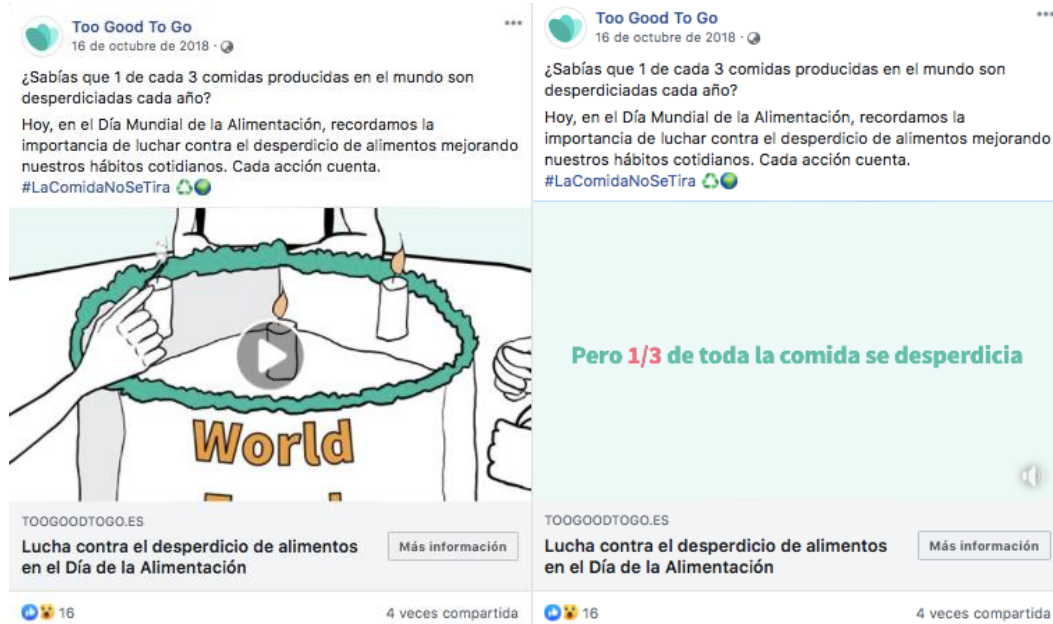 Too Good To Go
16 de octubre de 2018 ·
¿Sabías que 1 de cada 3 comidas producidas en el mundo son
desperdiciadas cada año?
Hoy, en el Día Mundial de la Alimentación, recordamos la
importancia de luchar contra el desperdicio de alimentos mejorando
nuestros hábitos cotidianos. Cada acción cuenta.
#LaComidaNoSeTira
World
TOOGOODTOGO.ES
Lucha contra el desperdicio de alimentos
en el Día de la Alimentación
Más información
16
4 veces compartida
Too Good To Go
16 de octubre de 2018 ·
¿Sabías que 1 de cada 3 comidas producidas en el mundo son
desperdiciadas cada año?
Hoy, en el Día Mundial de la Alimentación, recordamos la
importancia de luchar contra el desperdicio de alimentos mejorando
nuestros hábitos cotidianos. Cada acción cuenta.
#LaComidaNoSeTira
Pero 1/3 de toda la comida se desperdicia
TOOGOODTOGO.ES
Lucha contra el desperdicio de alimentos
en el Día de la Alimentación
Más información
16
4 veces compartida